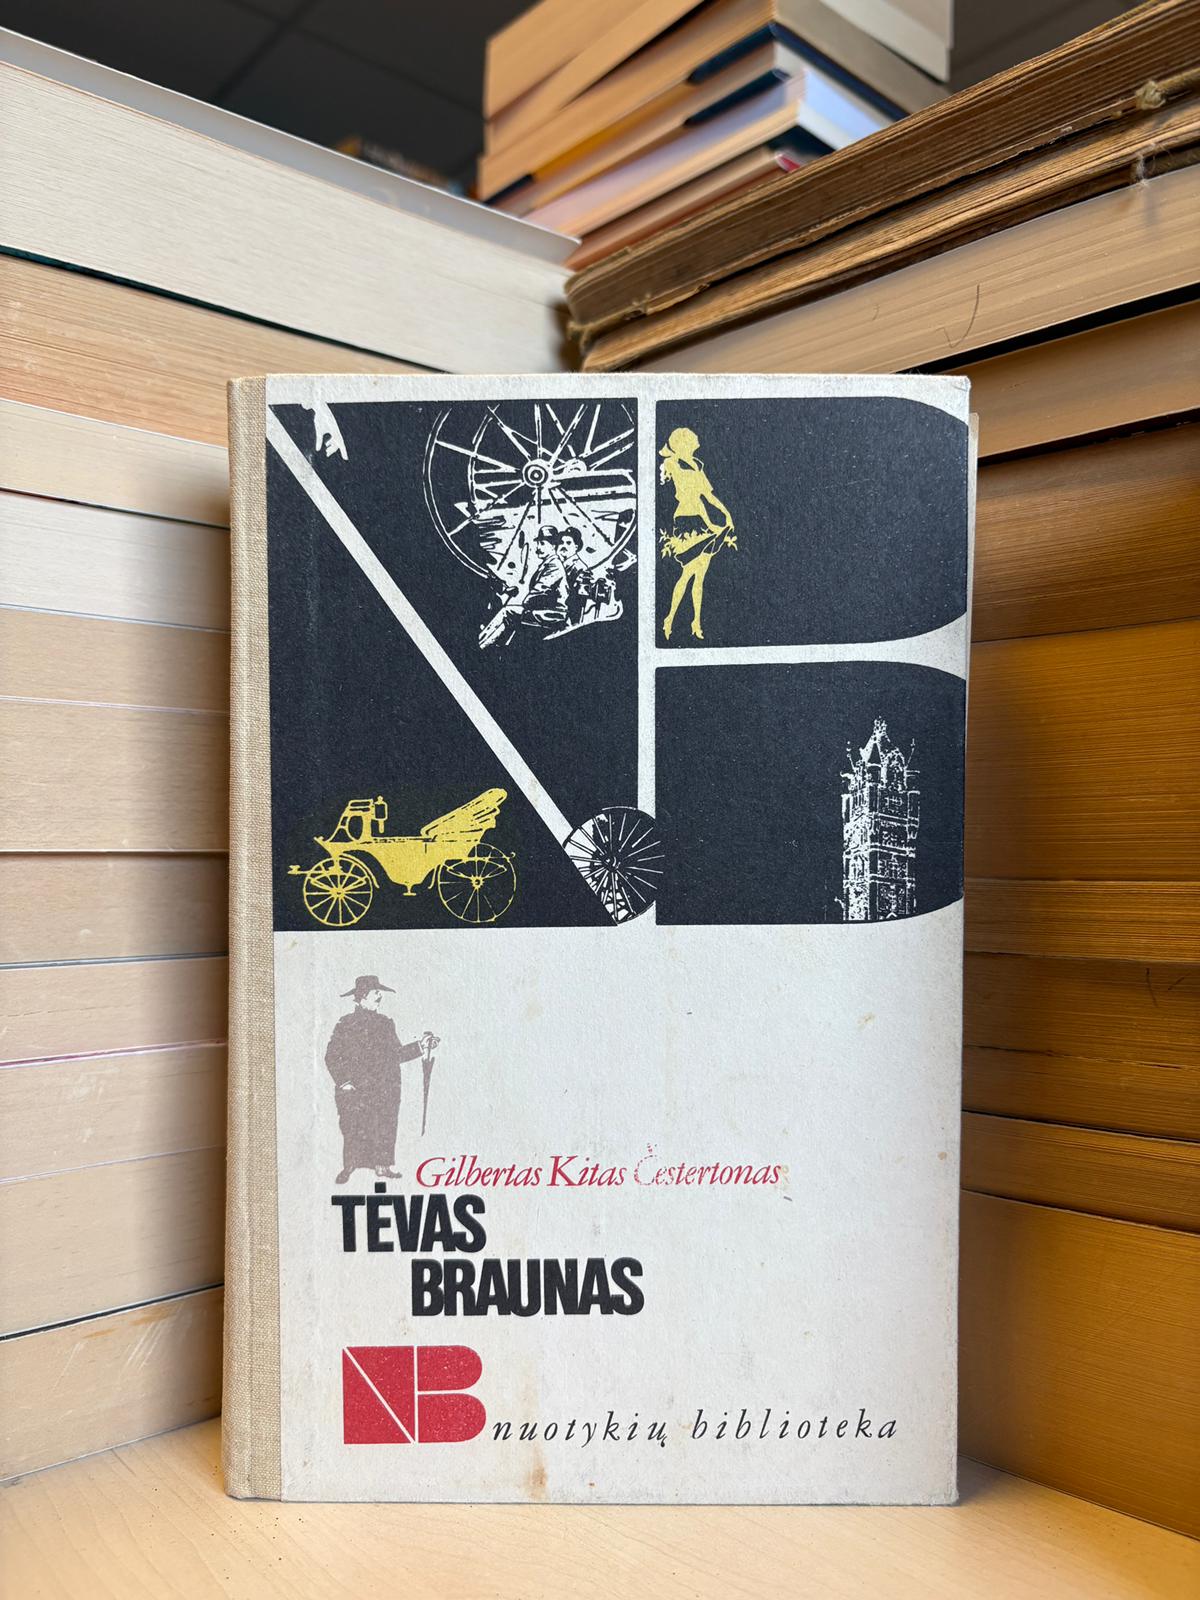 Gilbertas Kitas Čestertonas
TĖVAS
BRAUNAS
NB nuotykių biblioteka